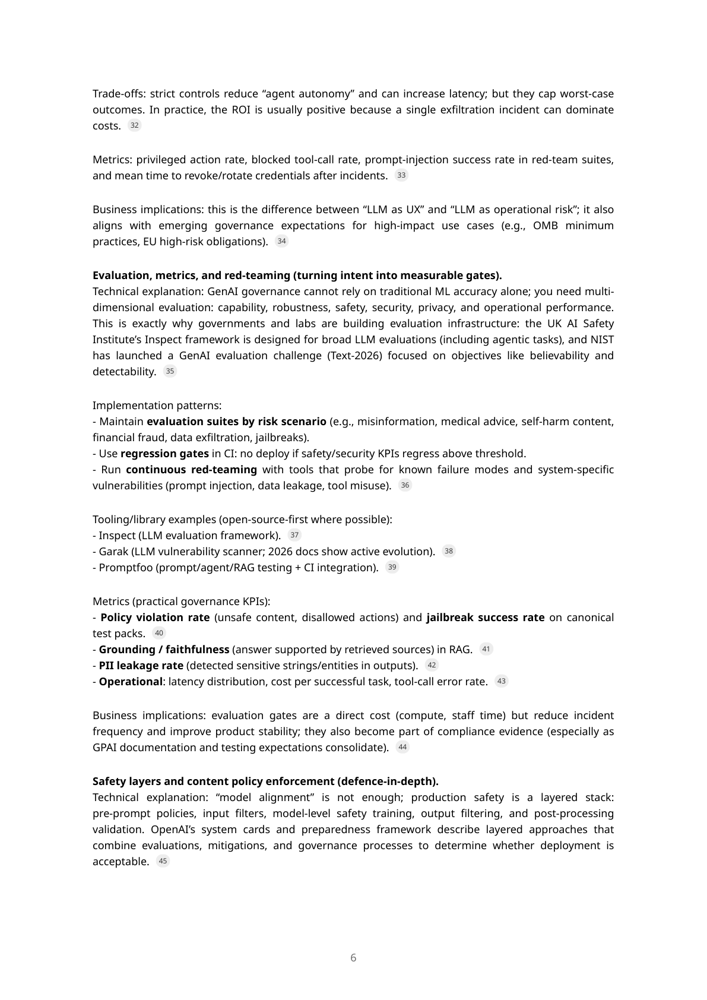 Trade-offs: strict controls reduce “agent autonomy” and can increase latency; but they cap worst-case
outcomes. In practice, the ROI is usually positive because a single exfiltration incident can dominate
costs. 32
Metrics: privileged action rate, blocked tool-call rate, prompt-injection success rate in red-team suites,
and mean time to revoke/rotate credentials after incidents. 33
Business implications: this is the difference between “LLM as UX” and “LLM as operational risk”; it also
aligns with emerging governance expectations for high-impact use cases (e.g., OMB minimum
practices, EU high-risk obligations). 34
Evaluation, metrics, and red-teaming (turning intent into measurable gates).
Technical explanation: GenAI governance cannot rely on traditional ML accuracy alone; you need multi-
dimensional evaluation: capability, robustness, safety, security, privacy, and operational performance.
This is exactly why governments and labs are building evaluation infrastructure: the UK AI Safety
Institute’s Inspect framework is designed for broad LLM evaluations (including agentic tasks), and NIST
has launched a GenAI evaluation challenge (Text-2026) focused on objectives like believability and
detectability. 35
Implementation patterns:
- Maintain evaluation suites by risk scenario (e.g., misinformation, medical advice, self-harm content,
financial fraud, data exfiltration, jailbreaks).
- Use regression gates in CI: no deploy if safety/security KPIs regress above threshold.
- Run continuous red-teaming with tools that probe for known failure modes and system-specific
vulnerabilities (prompt injection, data leakage, tool misuse). 36
Tooling/library examples (open-source-first where possible):
- Inspect (LLM evaluation framework). 37
- Garak (LLM vulnerability scanner; 2026 docs show active evolution). 38
- Promptfoo (prompt/agent/RAG testing + CI integration). 39
Metrics (practical governance KPIs):
- Policy violation rate (unsafe content, disallowed actions) and jailbreak success rate on canonical
test packs. 40
- Grounding / faithfulness (answer supported by retrieved sources) in RAG. 41
- PII leakage rate (detected sensitive strings/entities in outputs). 42
- Operational: latency distribution, cost per successful task, tool-call error rate. 43
Business implications: evaluation gates are a direct cost (compute, staff time) but reduce incident
frequency and improve product stability; they also become part of compliance evidence (especially as
GPAI documentation and testing expectations consolidate). 44
Safety layers and content policy enforcement (defence-in-depth).
Technical explanation: “model alignment” is not enough; production safety is a layered stack:
pre-prompt policies, input filters, model-level safety training, output filtering, and post-processing
validation. OpenAI’s system cards and preparedness framework describe layered approaches that
combine evaluations, mitigations, and governance processes to determine whether deployment is
acceptable. 45
6